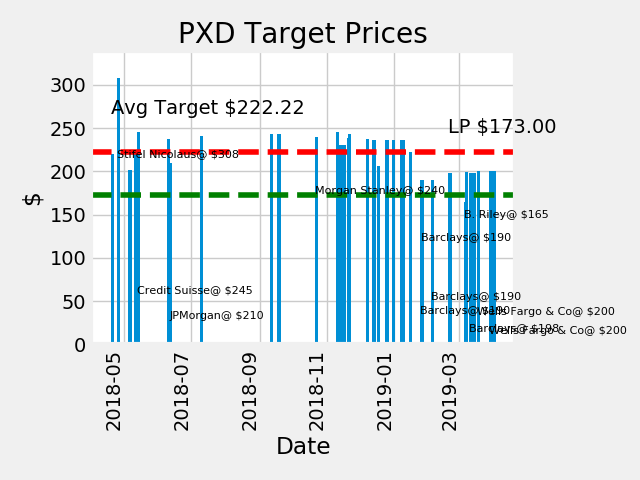 PXD Target Prices
300
250
200
150
100
50
0
$
Avg Target $222.22
LP $173.00
Stifel Nicolaus@ $308
Morgan Stanley@ $240
B. Riley@ $165
Barclays@ $190
Credit Suisse@ $245
Barclays@ $190
Barclays@ $190
Wells Fargo & Co@ $200
JPMorgan@ $210
Barclays@ $198
Wells Fargo & Co@ $200
2018-05
2018-07
2018-09
2018-11
2019-01
2019-03
Date